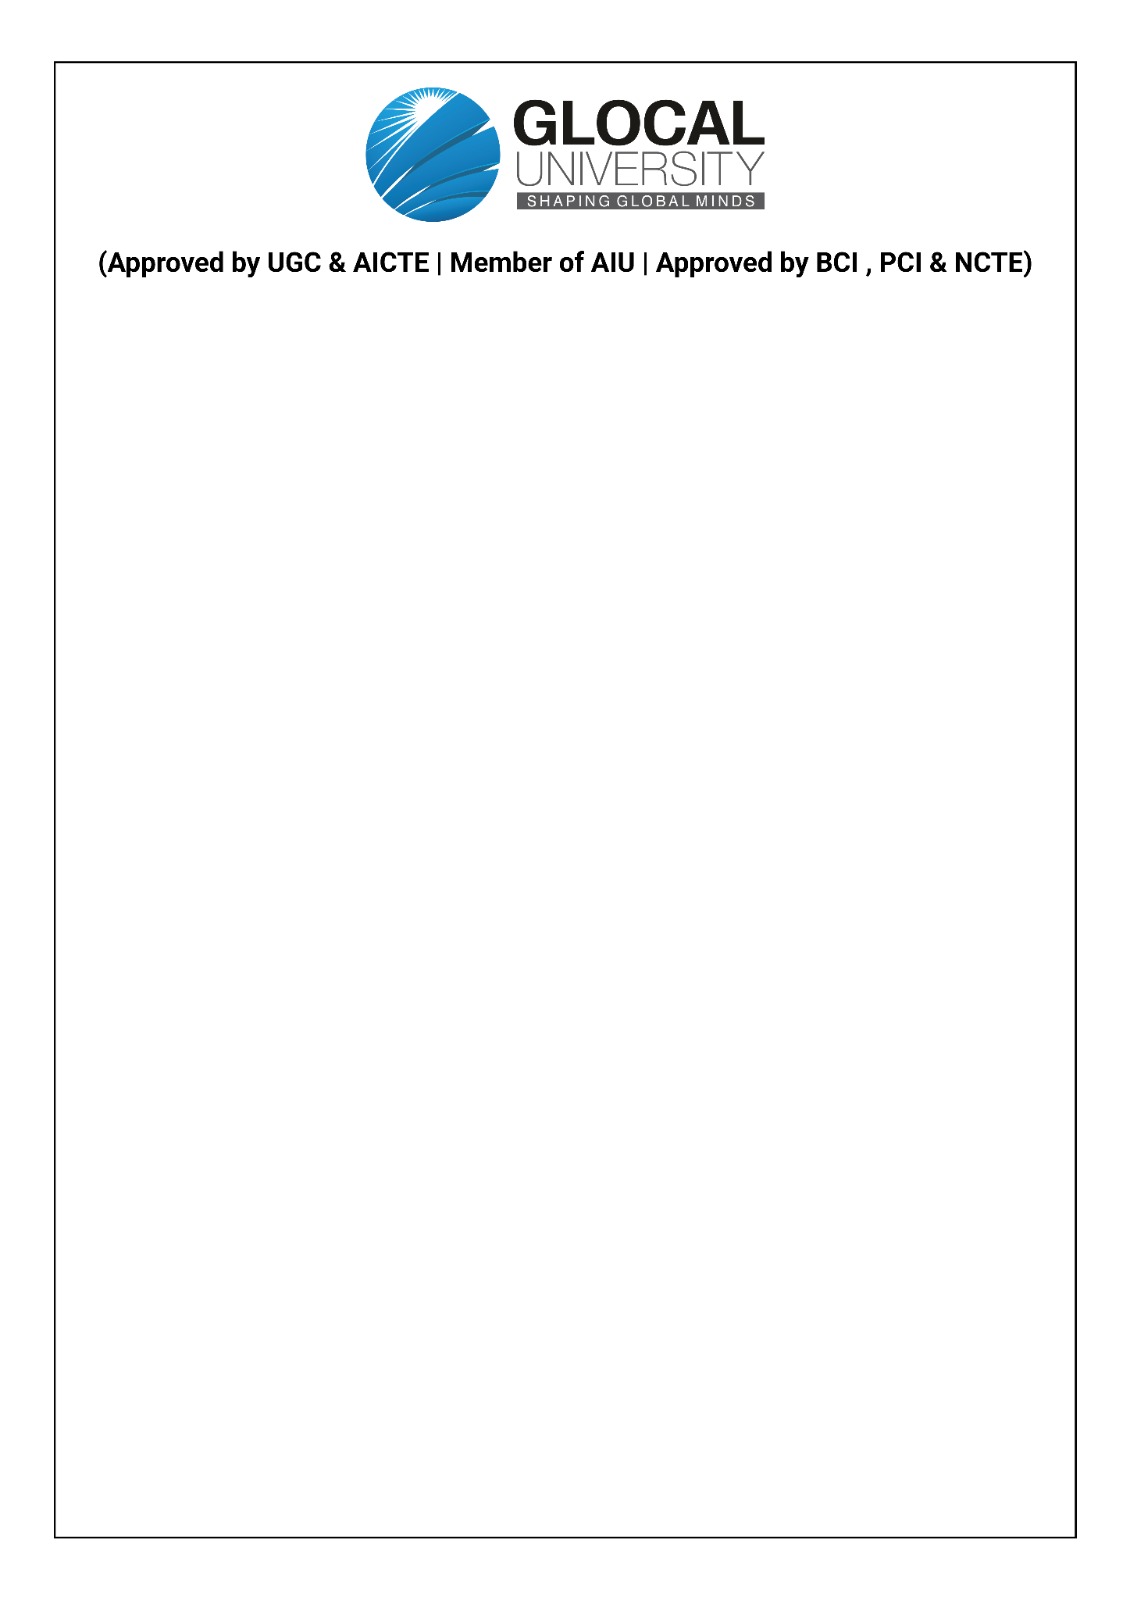 GLOCAL
UNIVERSITY
SHAPING GLOBAL MINDS
(Approved by UGC & AICTE | Member of AIU | Approved by BCI , PCI & NCTE)